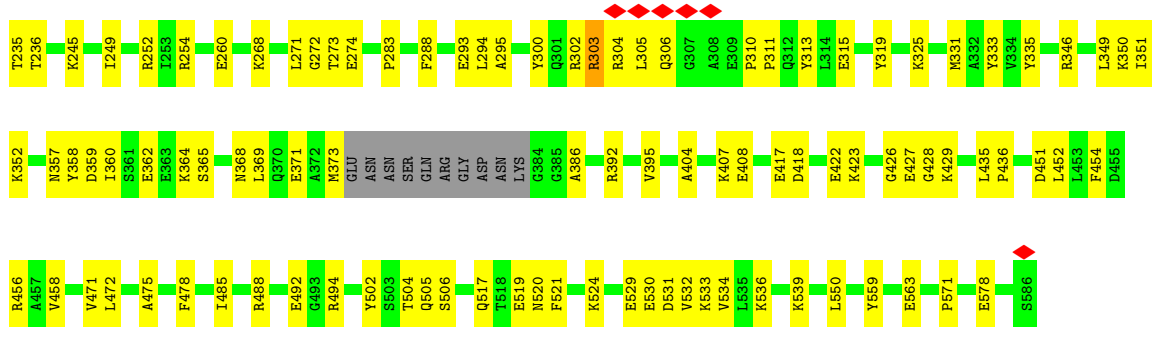 T235 T236 K245 I249 R252 I253 R254 E260 K268 L271 G272 T273 E274 P283 F288 E293 L294 A295 Y300 Q301 R302 R303 R304 L305 Q306 G307 A308 E309 P310 P311 Q312 Y313 L314 E315 Y319 K325 M331 A332 Y333 V334 Y335 R346 L349 K350 I351
K352 N357 Y358 D359 I360 S361 E362 E363 K364 S365 N368 L369 Q370 E371 A372 M373 GLU ASN ASN SER GLN ARG GLY ASP ASN LYS G384 G385 A386 R392 V395 A404 K407 E408 E417 D418 E422 K423 G426 E427 G428 K429 L435 P436 D451 L452 L453 F454 D455
R456 A457 V458 V471 L472 A475 F478 I485 R488 E492 G493 R494 Y502 S503 T504 Q505 S506 Q517 T518 E519 N520 F521 K524 E529 E530 D531 V532 K533 V534 L535 K536 K539 L550 Y559 E563 P571 E578 S586